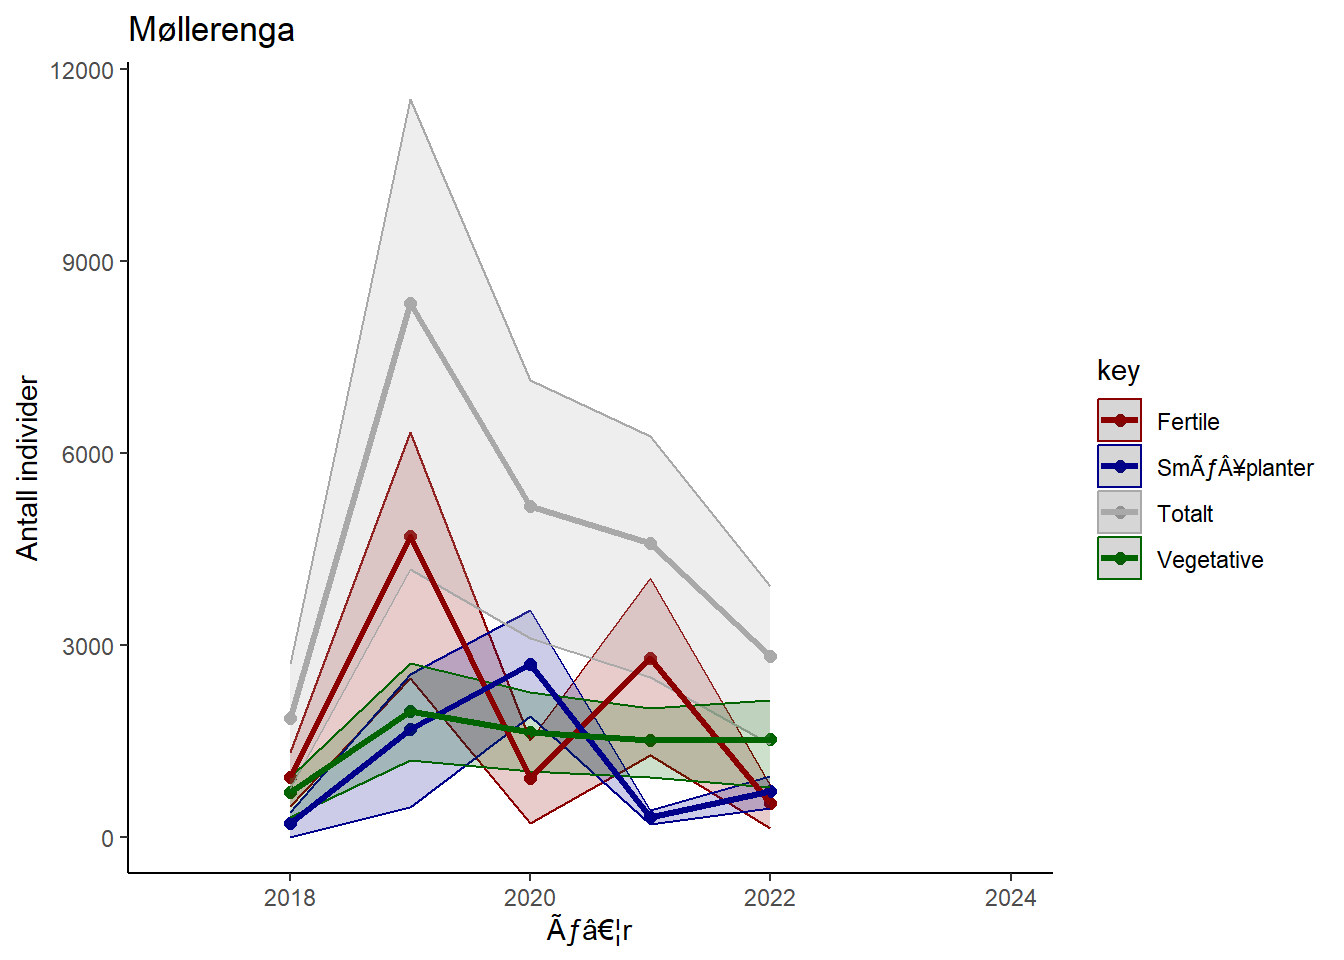 Møllerenga
12000
9000
6000
3000
0
Antall individer
2018
2020
2022
2024
Ãƒâ€¦r
key
Fertile
SmÃƒÂ¥planter
Totalt
Vegetative